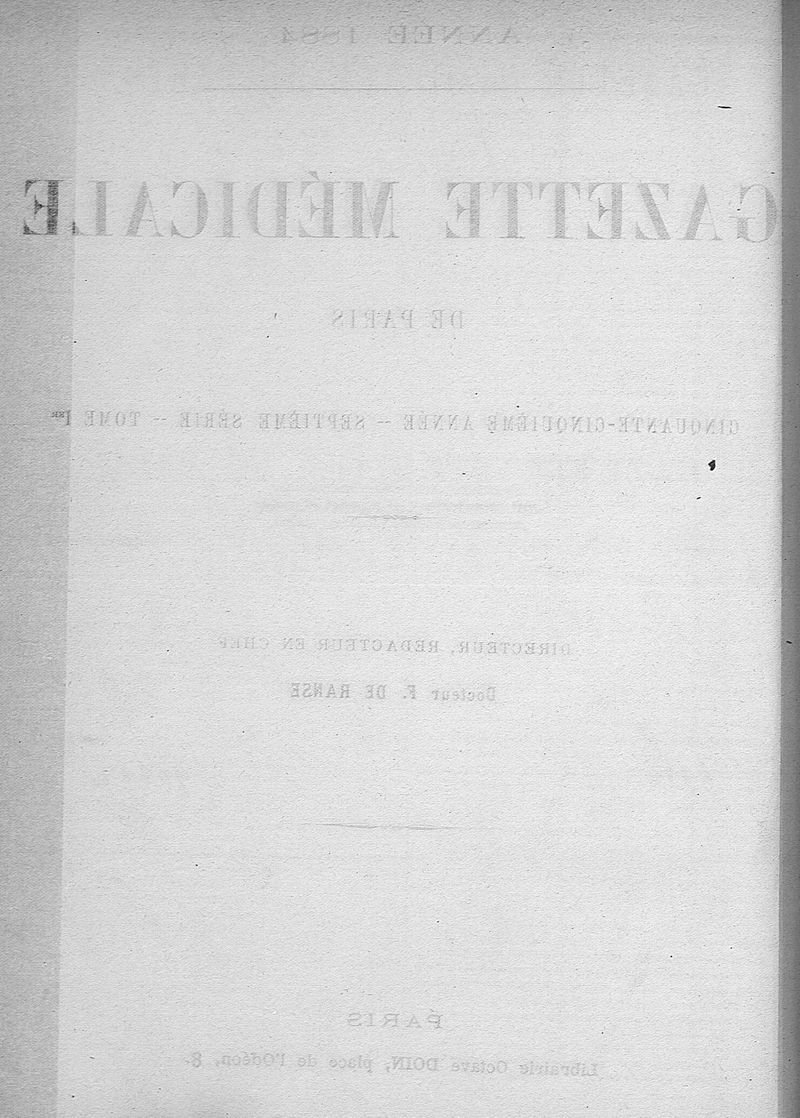 ANNÉE 1884
GAZETTE MÉDICALE
DE PARIS
CINQUANTE-CINQUIÈME ANNÉE -- SEPTIÈME SÉRIE -- TOME Ier
DIRECTEUR, RÉDACTEUR EN CHEF
Docteur F. DE RANSE
PARIS
Librairie Octave DOIN, place de l'Odéon, 8.